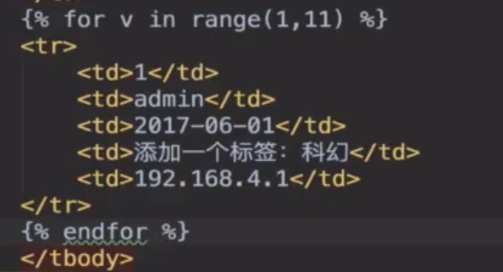 {% for v in range(1,11) %}
<tr>
<td>1</td>
<td>admin</td>
<td>2017-06-01</td>
<td>添加一个标签：科幻</td>
<td>192.168.4.1</td>
</tr>
{% endfor %}
</tbody>